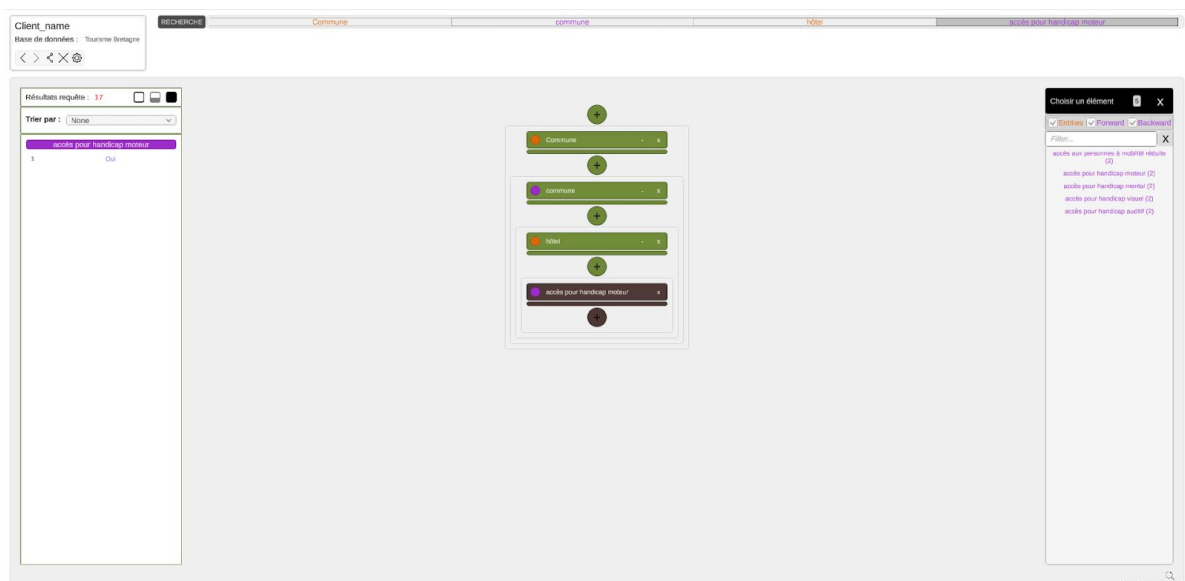 Client_name
Base de données : Tourisme Bretagne
RECHERCHE
Commune commune hôtel accès pour handicap moteur
Résultats requête : 17
Trier par : None
accès pour handicap moteur
1 Oui
+
Commune - x
+
commune - x
+
hôtel - x
+
accès pour handicap moteur x
+
Choisir un élément S X
Entities Forward Backward
Filter... X
accès aux personnes à mobilité réduite
(2)
accès pour handicap moteur (2)
accès pour handicap mental (2)
accès pour handicap visuel (2)
accès pour handicap auditif (2)